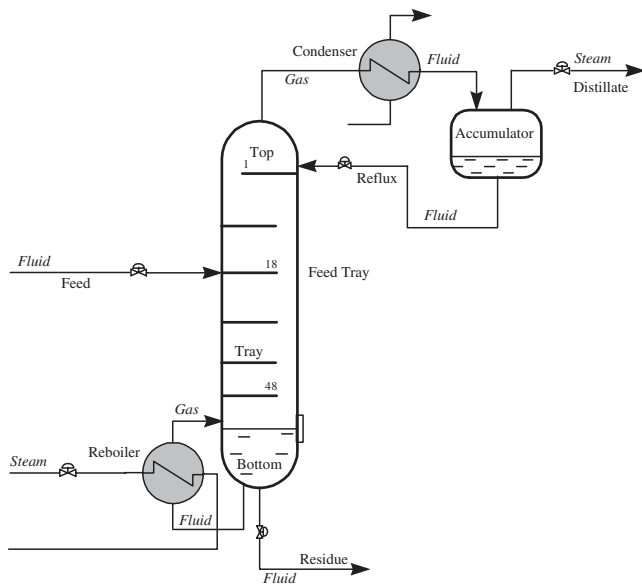 Condenser
Fluid
Gas
Steam
Distillate
Accumulator
Top
1
Reflux
Fluid
Fluid
Feed
18
Feed Tray
Tray
48
Gas
Reboiler
Steam
Bottom
Fluid
Residue
Fluid